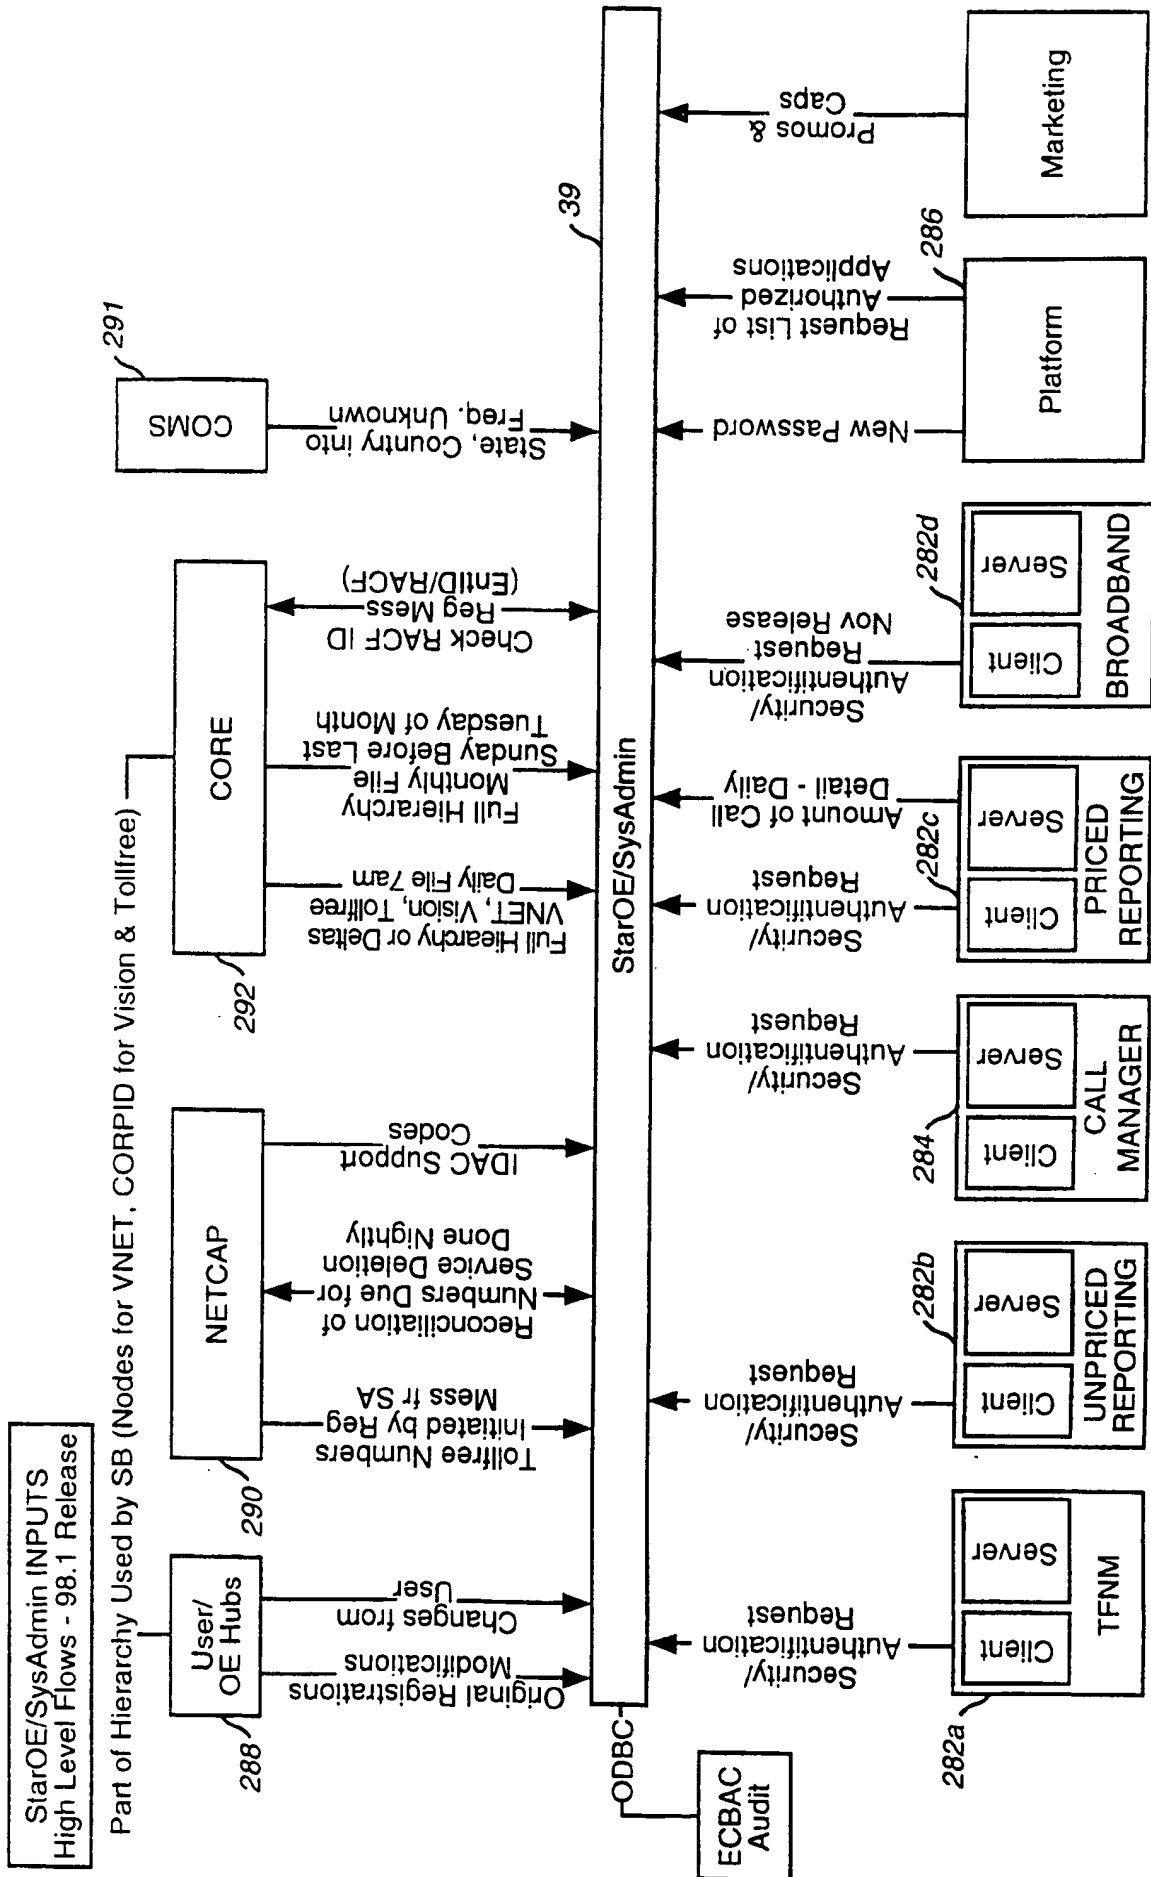 StarOE/SysAdmin INPUTS
High Level Flows - 98.1 Release
Part of Hierarchy Used by SB (Nodes for VNET, CORPID for Vision & Tollfree)
User/
OE Hubs
288
Original Registrations
Modifications
Changes from
User
NETCAP
290
Tollfree Numbers
Initiated by Reg
Mess fr SA
Reconciliation of
Numbers Due for
Service Deletion
Done Nightly
IDAC Support
Codes
CORE
292
Full Hiearchy or Deltas
VNET, Vision, Tollfree
Daily File 7am
Full Hierarchy
Monthly File
Sunday Before Last
Tuesday of Month
Check RACF ID
Reg Mess
(EntID/RACF)
COMS
291
State, Country into
Freq. Unknown
StarOE/SysAdmin
39
ODBC
ECBAC
Audit
Security/
Authentification
Request
Client
Server
TFNM
282a
Security/
Authentification
Request
Client
Server
UNPRICED
REPORTING
282b
Security/
Authentification
Request
Client
Server
CALL
MANAGER
284
Security/
Authentification
Request
Amount of Call
Detail - Daily
Client
Server
PRICED
REPORTING
282c
Security/
Authentification
Request
Nov Release
Client
Server
BROADBAND
282d
New Password
Request List of
Authorized
Applications
Platform
286
Promos &
Caps
Marketing